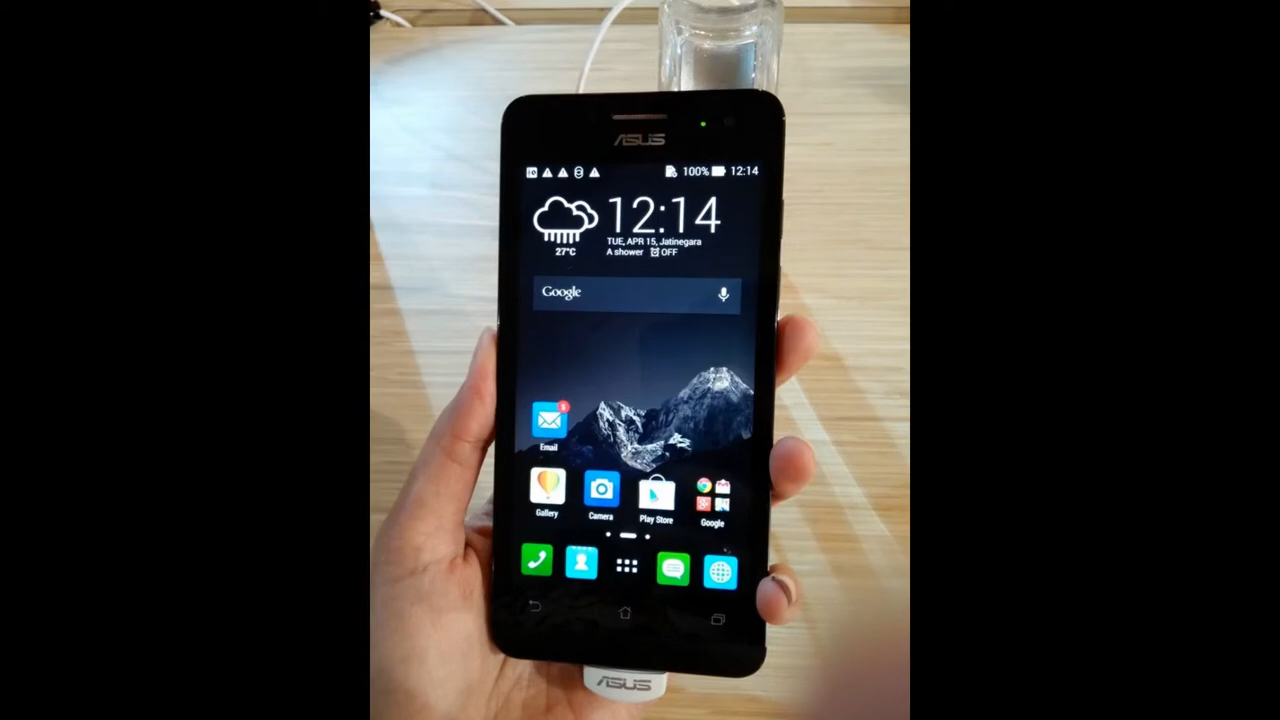 ASUS
100% 12:14
12:14
27°C
TUE, APR 15, Jatinegara
A shower OFF
Google
5
Email
Gallery Camera Play Store Google
ASUS